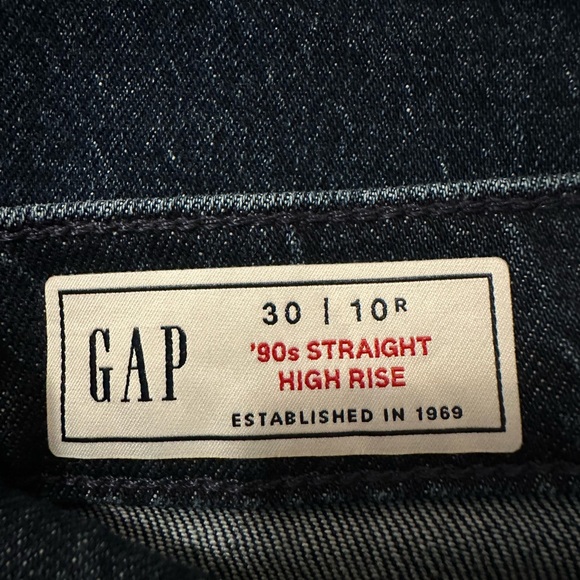 GAP
30 | 10R
'90s STRAIGHT
HIGH RISE
ESTABLISHED IN 1969